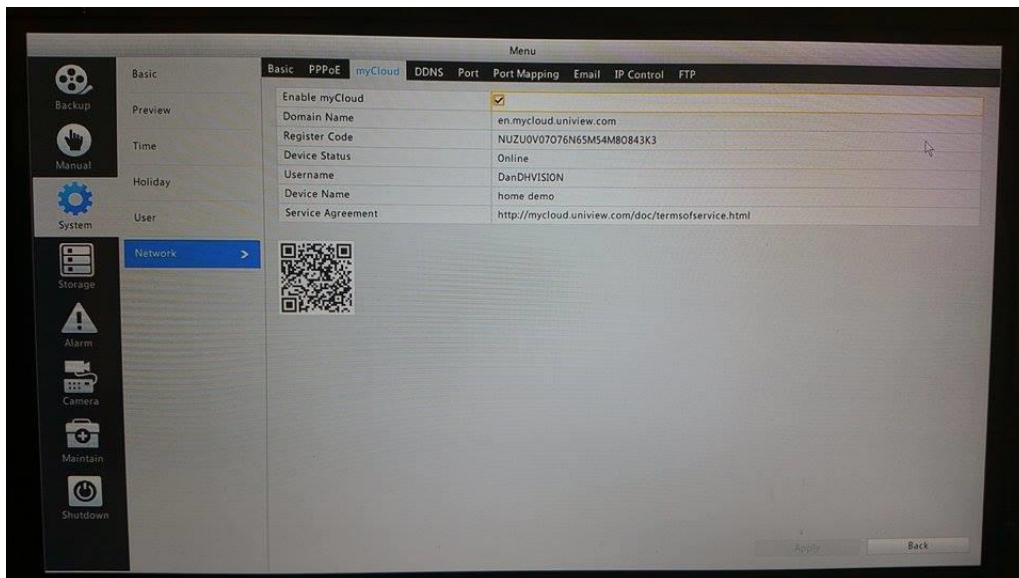 Menu
Backup
Manual
System
Storage
Alarm
Camera
Maintain
Shutdown
Basic
Preview
Time
Holiday
User
Network >
Basic PPPoE myCloud DDNS Port Port Mapping Email IP Control FTP
Enable myCloud
Domain Name en.mycloud.uniview.com
Register Code NUZU0V07O76N65M54M8O843K3
Device Status Online
Username DanDHVISION
Device Name home demo
Service Agreement http://mycloud.uniview.com/doc/termsofservice.html
Apply Back